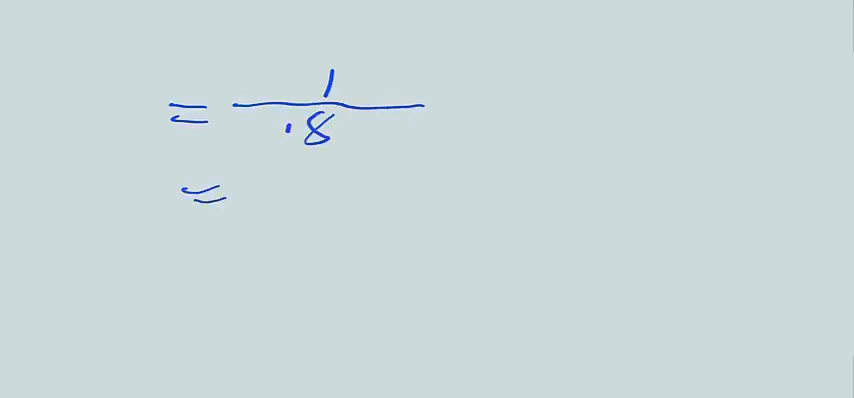 = 1/.8
=